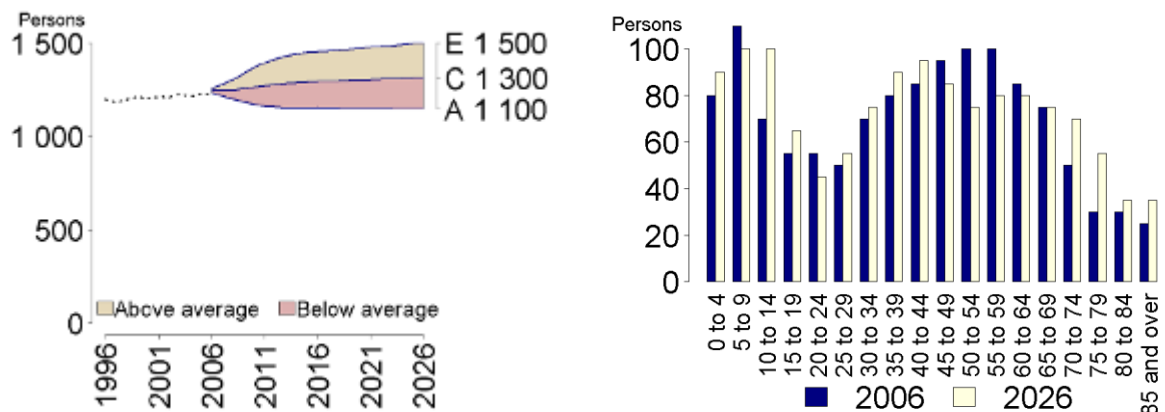 Persons
1 500
1 000
500
0
E 1 500
C 1 300
A 1 100
Above average
Below average
1996
2001
2006
2011
2016
2021
2026
Persons
100
80
60
40
20
0
0 to 4
5 to 9
10 to 14
15 to 19
20 to 24
25 to 29
30 to 34
35 to 39
40 to 44
45 to 49
50 to 54
55 to 59
60 to 64
65 to 69
70 to 74
75 to 79
80 to 84
85 and over
2006
2026